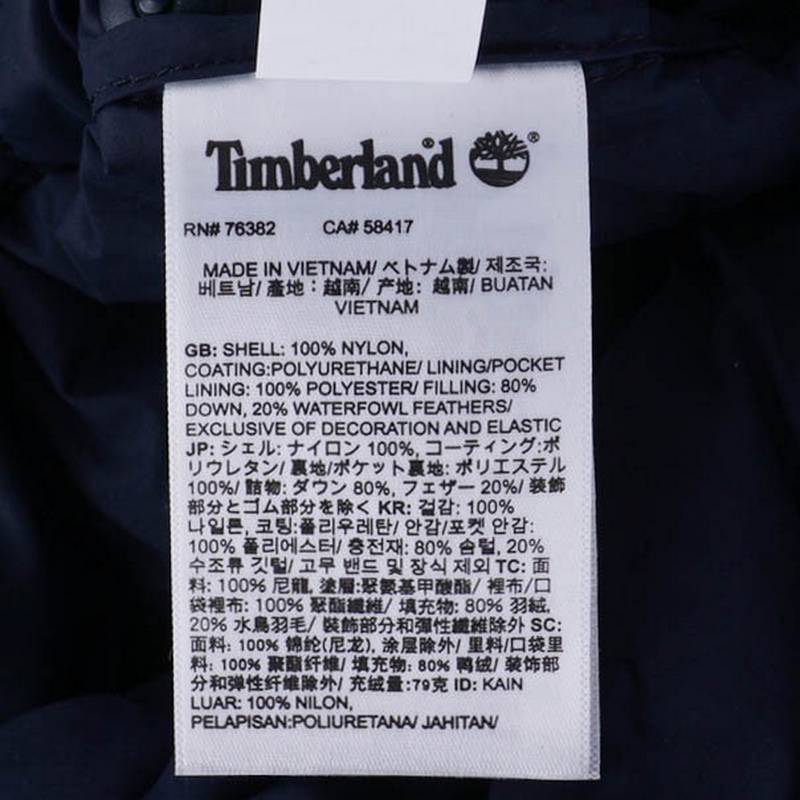 Timberland® ®
RN# 76382 CA# 58417
MADE IN VIETNAM/ ベトナム製/ 제조국:
베트남/ 產地：越南/ 产地: 越南/ BUATAN
VIETNAM
GB: SHELL: 100% NYLON,
COATING:POLYURETHANE/ LINING/POCKET
LINING: 100% POLYESTER/ FILLING: 80%
DOWN, 20% WATERFOWL FEATHERS/
EXCLUSIVE OF DECORATION AND ELASTIC
JP: シェル: ナイロン 100%, コーティング:ポ
リウレタン/ 裏地/ポケット裏地: ポリエステル
100%/ 詰物: ダウン 80%, フェザー 20%/ 装飾
部分とゴム部分を除く KR: 겉감: 100%
나일론, 코팅:폴리우레탄/ 안감/포켓 안감:
100% 폴리에스터/ 충전재: 80% 솜털, 20%
수조류 깃털/ 고무 밴드 및 장식 제외 TC: 面
料: 100% 尼龍, 塗層:聚氨基甲酸酯/ 裡布/口
袋裡布: 100% 聚酯纖維/ 填充物: 80% 羽絨,
20% 水鳥羽毛/ 裝飾部分和彈性纖維除外 SC:
面料: 100% 锦纶(尼龙), 涂层除外/ 里料/口袋里
料: 100% 聚酯纤维/ 填充物: 80% 鸭绒/ 装饰部
分和弹性纤维除外/ 充绒量:79克 ID: KAIN
LUAR: 100% NILON,
PELAPISAN:POLIURETANA/ JAHITAN/